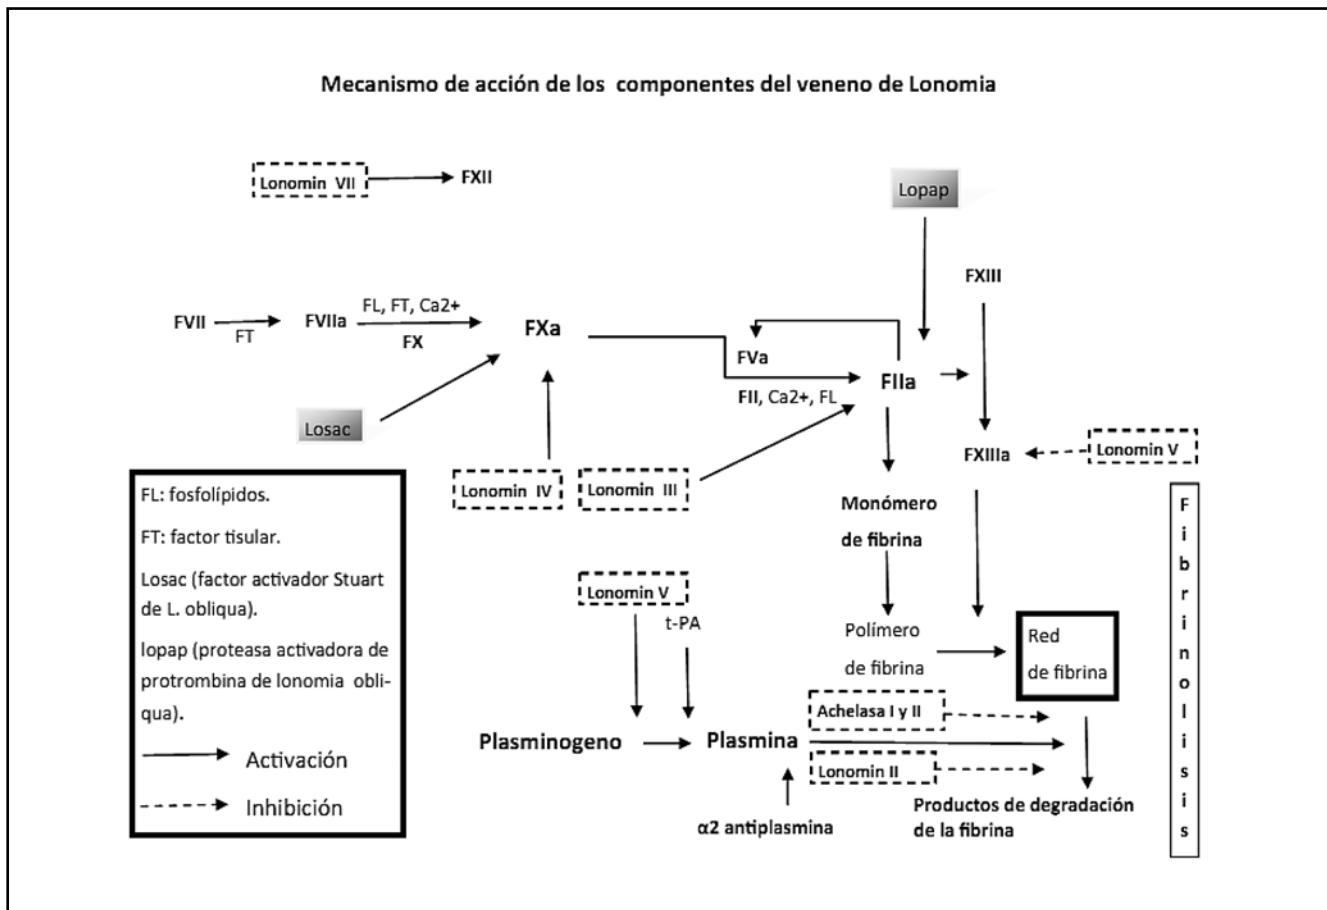 Mecanismo de acción de los componentes del veneno de Lonomia
Lonomin VII
FXII
Lopap
FXIII
FVII
FT
FVIIa
FL, FT, Ca2+
FX
FXa
FVa
FII, Ca2+, FL
FIIa
Losac
FXIIIa
Lonomin V
Lonomin IV
Lonomin III
FL: fosfolípidos.
FT: factor tisular.
Losac (factor activador Stuart
de L. obliqua).
lopap (proteasa activadora de
protrombina de lonomia obli-
qua).
Activación
Inhibición
Monómero
de fibrina
Lonomin V
t-PA
Polímero
de fibrina
Red
de fibrina
Achelasa I y II
Plasminogeno
Plasmina
Lonomin II
α2 antiplasmina
Productos de degradación
de la fibrina
F
i
b
r
i
n
o
l
i
s
i
s